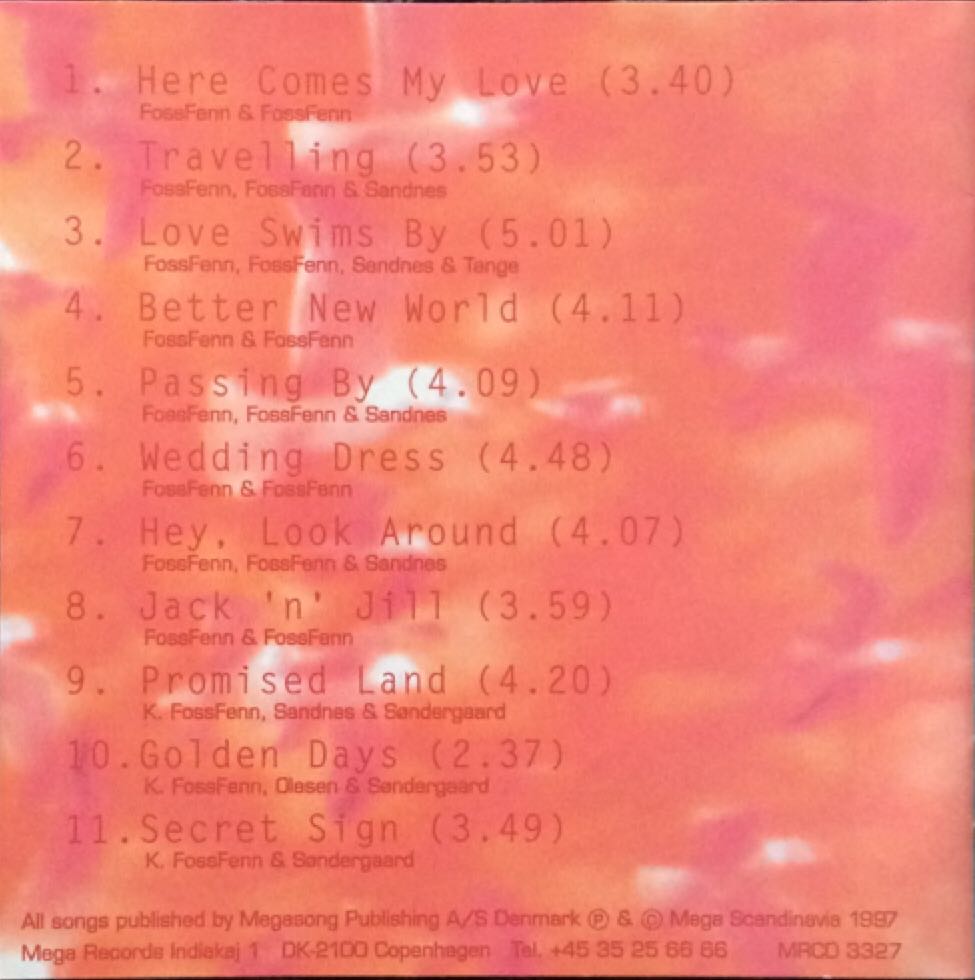 1. Here Comes My Love (3.40)
FossFenn & FossFenn
2. Travelling (3.53)
FossFenn, FossFenn & Sandnes
3. Love Swims By (5.01)
FossFenn, FossFenn, Sandnes & Tange
4. Better New World (4.11)
FossFenn & FossFenn
5. Passing By (4.09)
FossFenn, FossFenn & Sandnes
6. Wedding Dress (4.48)
FossFenn & FossFenn
7. Hey, Look Around (4.07)
FossFenn, FossFenn & Sandnes
8. Jack 'n' Jill (3.59)
FossFenn & FossFenn
9. Promised Land (4.20)
K. FossFenn, Sandnes & Søndergaard
10. Golden Days (2.37)
K. FossFenn, Olesen & Søndergaard
11. Secret Sign (3.49)
K. FossFenn & Søndergaard
All songs published by Megasong Publishing A/S Denmark ℗ & © Mega Scandinavia 1997
Mega Records Indiakaj 1 DK-2100 Copenhagen Tel. +45 35 25 66 66 MRCD 3327